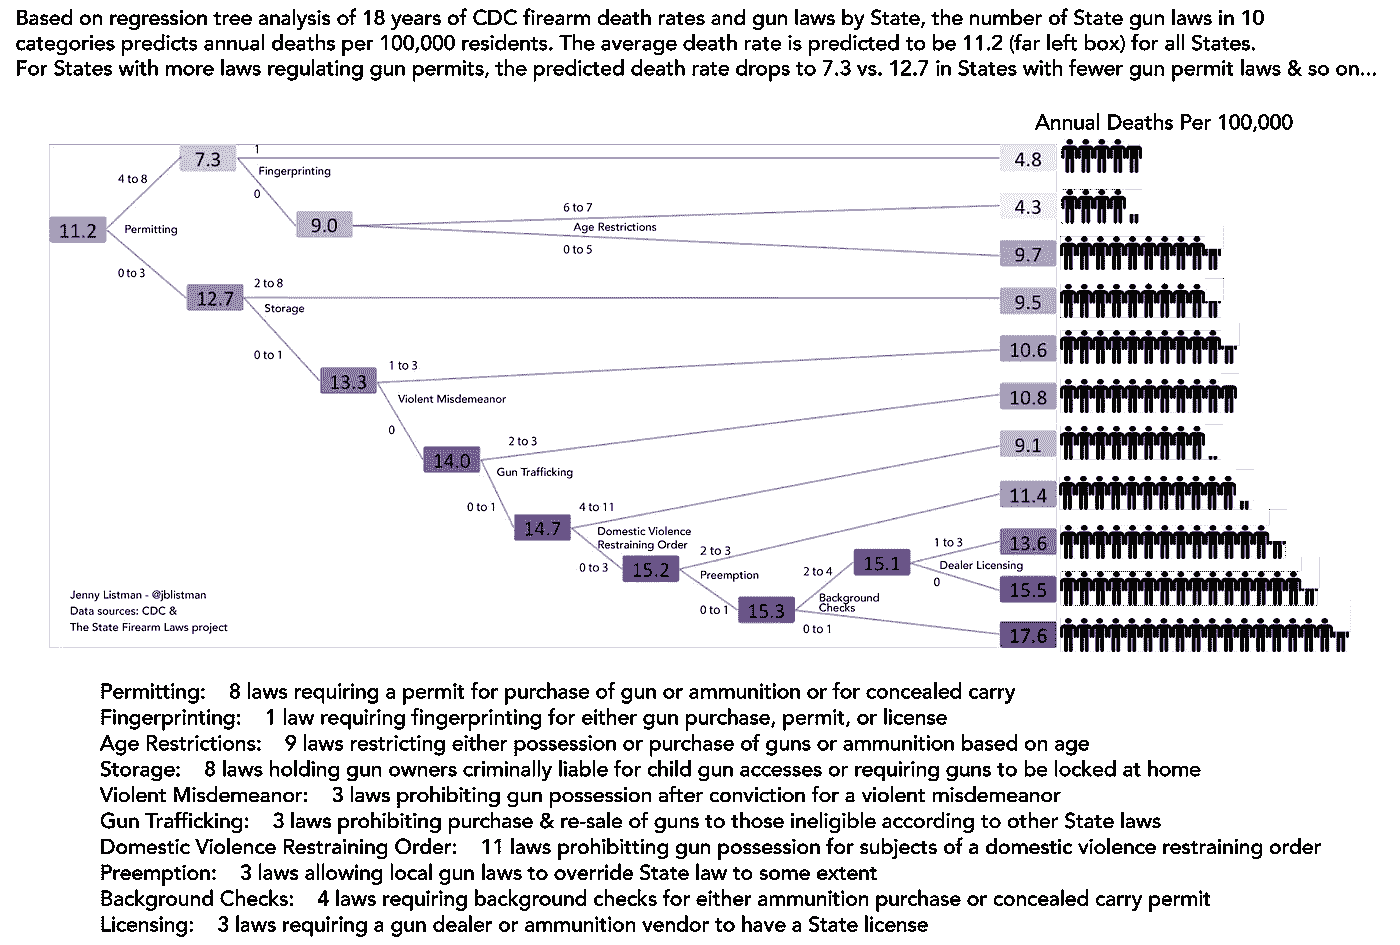 Based on regression tree analysis of 18 years of CDC firearm death rates and gun laws by State, the number of State gun laws in 10
categories predicts annual deaths per 100,000 residents. The average death rate is predicted to be 11.2 (far left box) for all States.
For States with more laws regulating gun permits, the predicted death rate drops to 7.3 vs. 12.7 in States with fewer gun permit laws & so on...
Annual Deaths Per 100,000
7.3
1
Fingerprinting
4.8
4 to 8
0
11.2
Permitting
9.0
6 to 7
Age Restrictions
0 to 5
4.3
9.7
0 to 3
12.7
2 to 8
Storage
9.5
0 to 1
13.3
1 to 3
Violent Misdemeanor
10.6
0
14.0
2 to 3
Gun Trafficking
10.8
0 to 1
14.7
4 to 11
Domestic Violence
Restraining Order
9.1
0 to 3
15.2
2 to 3
Preemption
11.4
0 to 1
15.3
2 to 4
Background
Checks
0 to 1
15.1
1 to 3
Dealer Licensing
0
13.6
15.5
17.6
Jenny Listman - @jblistman
Data sources: CDC &
The State Firearm Laws project
Permitting: 8 laws requiring a permit for purchase of gun or ammunition or for concealed carry
Fingerprinting: 1 law requiring fingerprinting for either gun purchase, permit, or license
Age Restrictions: 9 laws restricting either possession or purchase of guns or ammunition based on age
Storage: 8 laws holding gun owners criminally liable for child gun accesses or requiring guns to be locked at home
Violent Misdemeanor: 3 laws prohibiting gun possession after conviction for a violent misdemeanor
Gun Trafficking: 3 laws prohibiting purchase & re-sale of guns to those ineligible according to other State laws
Domestic Violence Restraining Order: 11 laws prohibitting gun possession for subjects of a domestic violence restraining order
Preemption: 3 laws allowing local gun laws to override State law to some extent
Background Checks: 4 laws requiring background checks for either ammunition purchase or concealed carry permit
Licensing: 3 laws requiring a gun dealer or ammunition vendor to have a State license